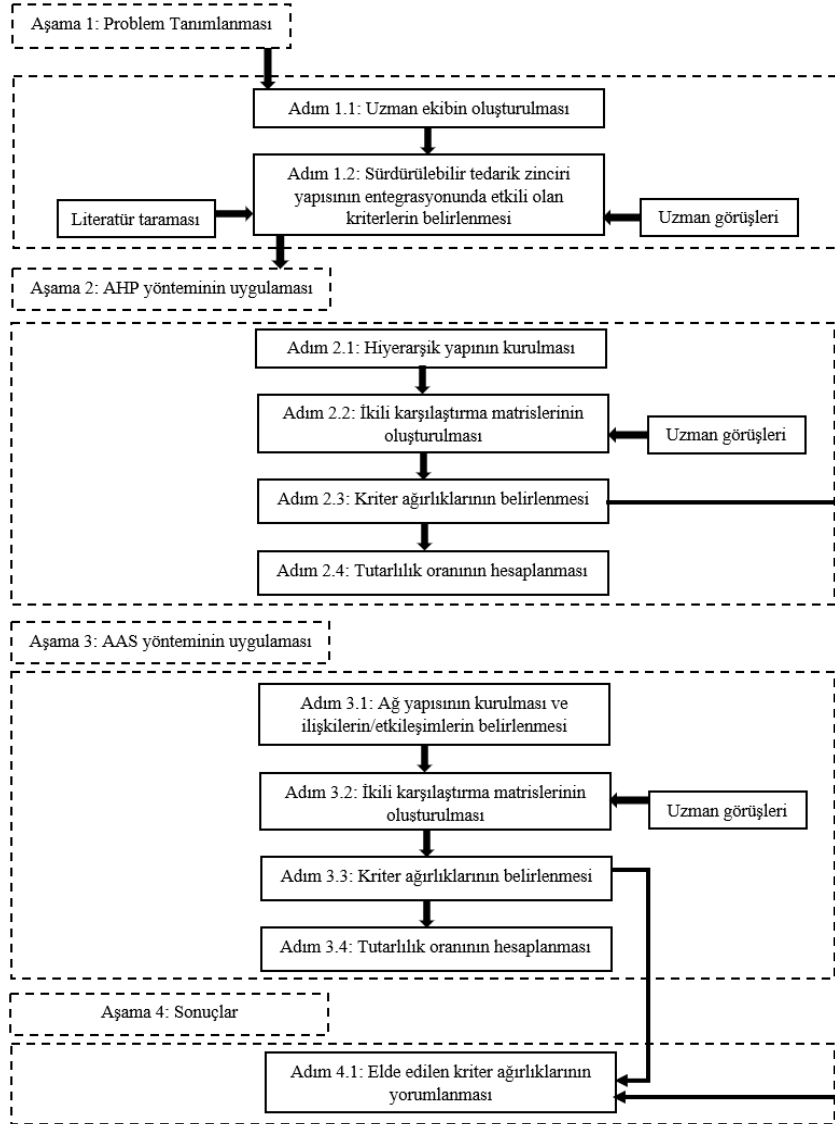 Aşama 1: Problem Tanımlanması
Adım 1.1: Uzman ekibin oluşturulması
Adım 1.2: Sürdürülebilir tedarik zinciri
yapısının entegrasyonunda etkili olan
kriterlerin belirlenmesi
Literatür taraması
Uzman görüşleri
Aşama 2: AHP yönteminin uygulaması
Adım 2.1: Hiyerarşik yapının kurulması
Adım 2.2: İkili karşılaştırma matrislerinin
oluşturulması
Uzman görüşleri
Adım 2.3: Kriter ağırlıklarının belirlenmesi
Adım 2.4: Tutarlılık oranının hesaplanması
Aşama 3: AAS yönteminin uygulaması
Adım 3.1: Ağ yapısının kurulması ve
ilişkilerin/etkileşimlerin belirlenmesi
Adım 3.2: İkili karşılaştırma matrislerinin
oluşturulması
Uzman görüşleri
Adım 3.3: Kriter ağırlıklarının belirlenmesi
Adım 3.4: Tutarlılık oranının hesaplanması
Aşama 4: Sonuçlar
Adım 4.1: Elde edilen kriter ağırlıklarının
yorumlanması